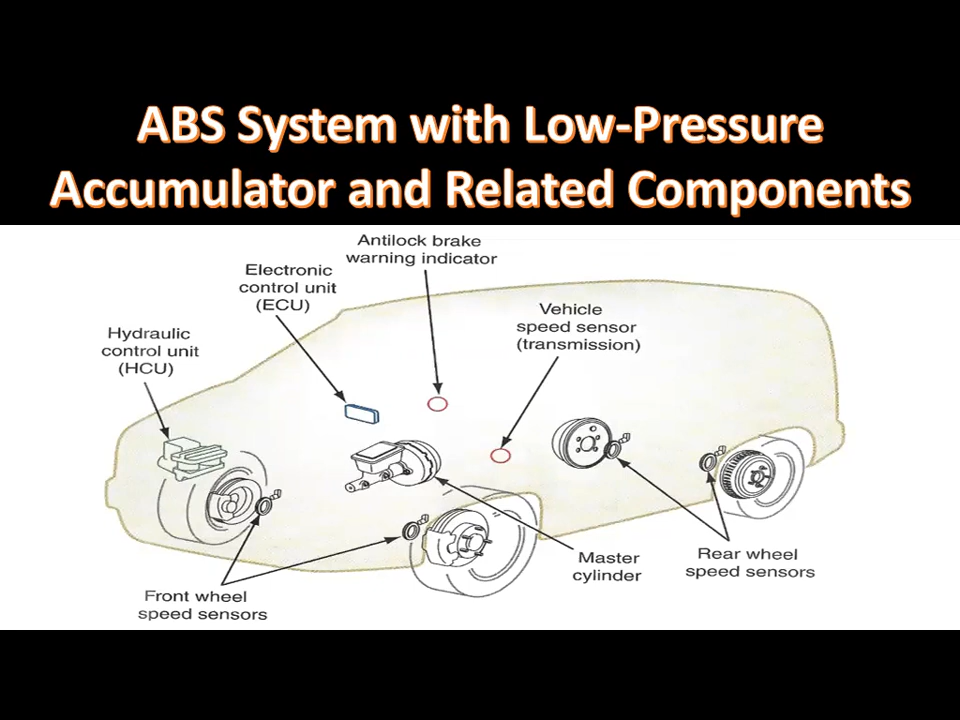 ABS System with Low-Pressure
Accumulator and Related Components
Antilock brake
warning indicator
Electronic
control unit
(ECU)
Vehicle
speed sensor
(transmission)
Hydraulic
control unit
(HCU)
Master
cylinder
Rear wheel
speed sensors
Front wheel
speed sensors